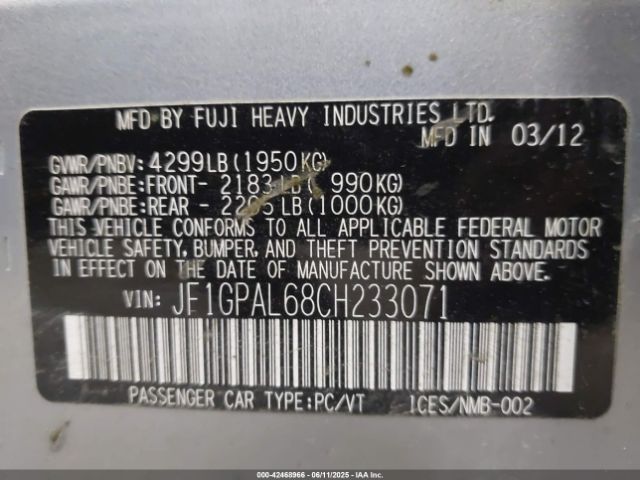 MFD BY FUJI HEAVY INDUSTRIES LTD.
MFD IN 03/12
GVWR/PNBV: 4299LB (1950KG)
GAWR/PNBE:FRONT- 2183LB ( 990KG)
GAWR/PNBE:REAR - 2205LB (1000KG)
THIS VEHICLE CONFORMS TO ALL APPLICABLE FEDERAL MOTOR
VEHICLE SAFETY, BUMPER, AND THEFT PREVENTION STANDARDS
IN EFFECT ON THE DATE OF MANUFACTURE SHOWN ABOVE.
VIN: JF1GPAL68CH233071
PASSENGER CAR TYPE:PC/VT ICES/NMB-002
000-42468966 - 06/11/2025 - IAAI.COM